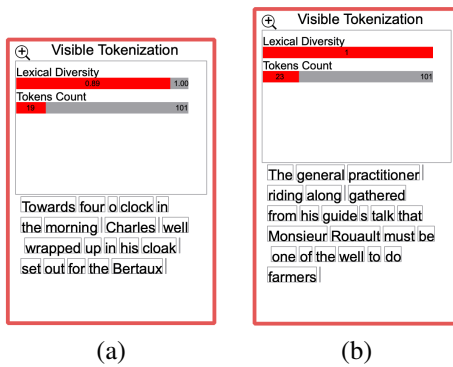 Visible Tokenization
Lexical Diversity
0.89 1.00
Tokens Count
19 101
Towards four o clock in
the morning Charles well
wrapped up in his cloak
set out for the Bertaux
(a)
Visible Tokenization
Lexical Diversity
1
Tokens Count
23 101
The general practitioner
riding along gathered
from his guide s talk that
Monsieur Rouault must be
one of the well to do
farmers
(b)